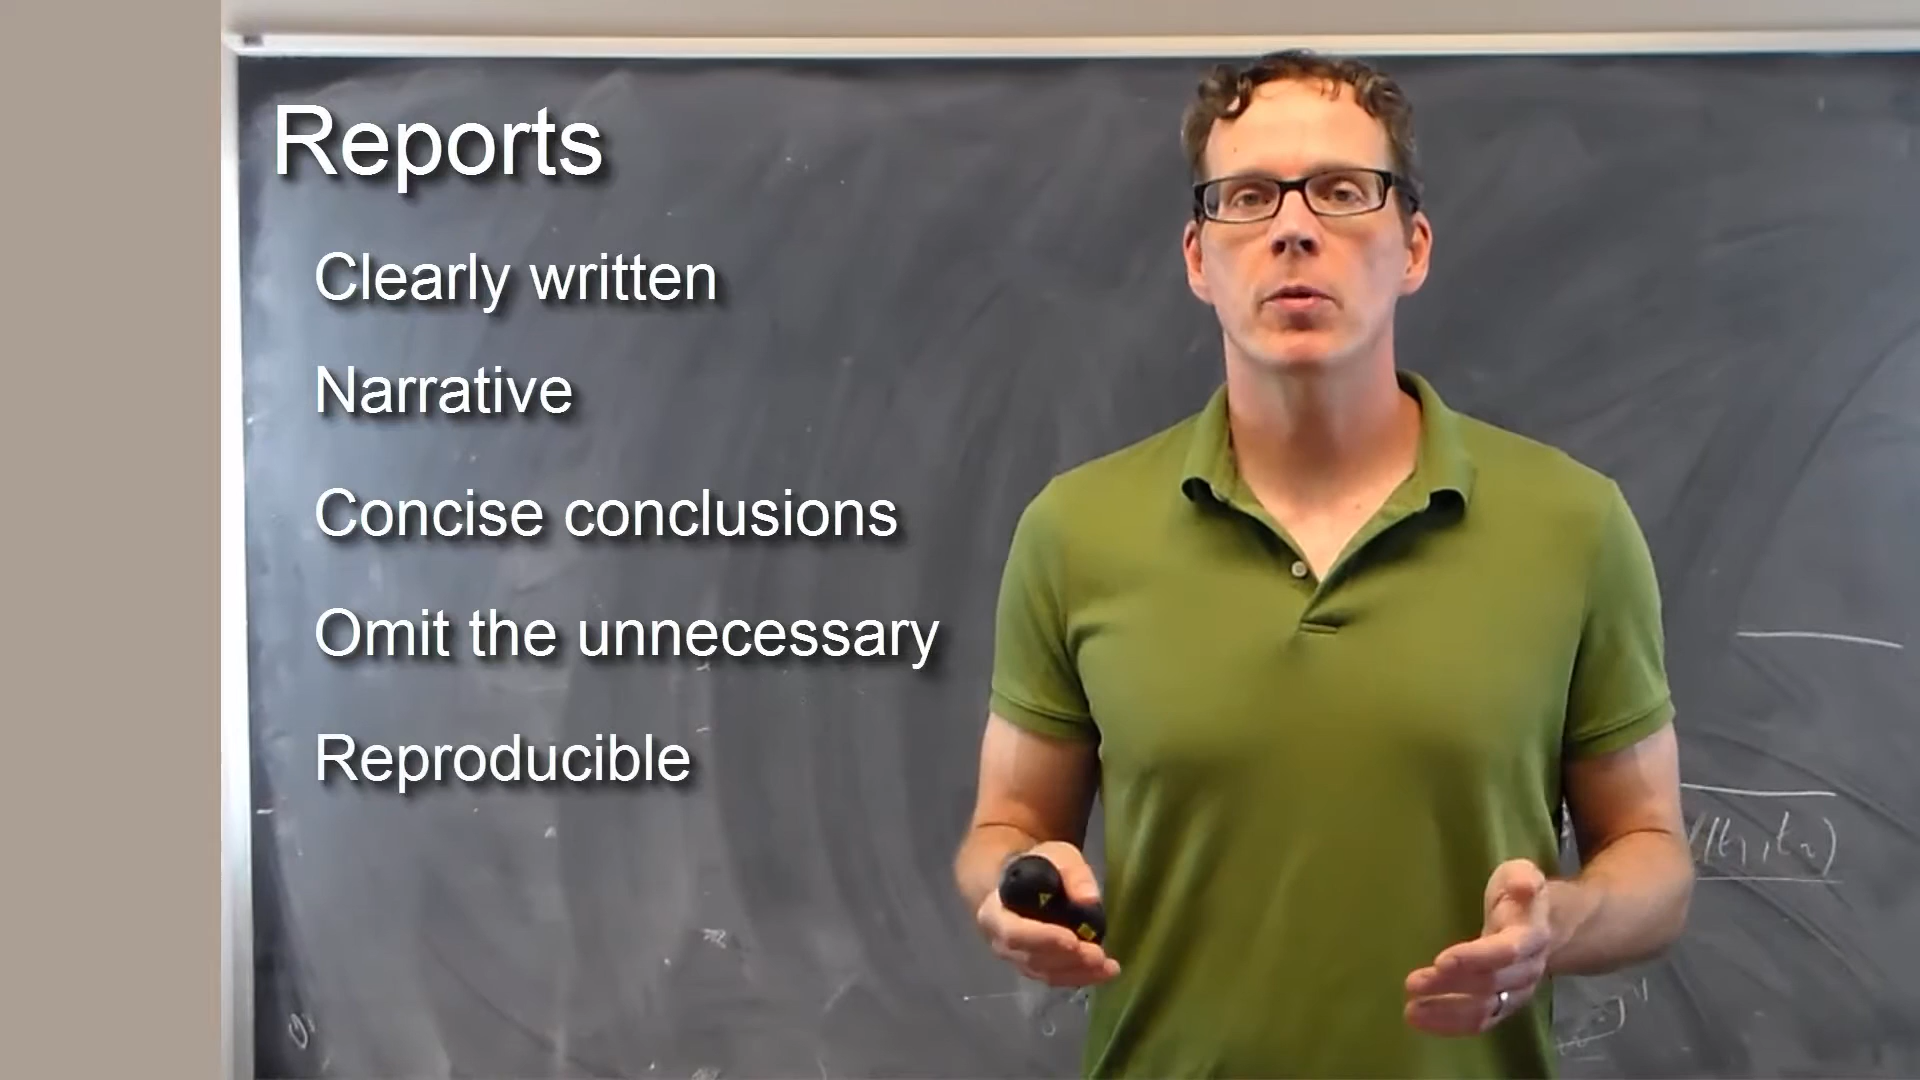 Reports
Clearly written
Narrative
Concise conclusions
Omit the unnecessary
Reproducible